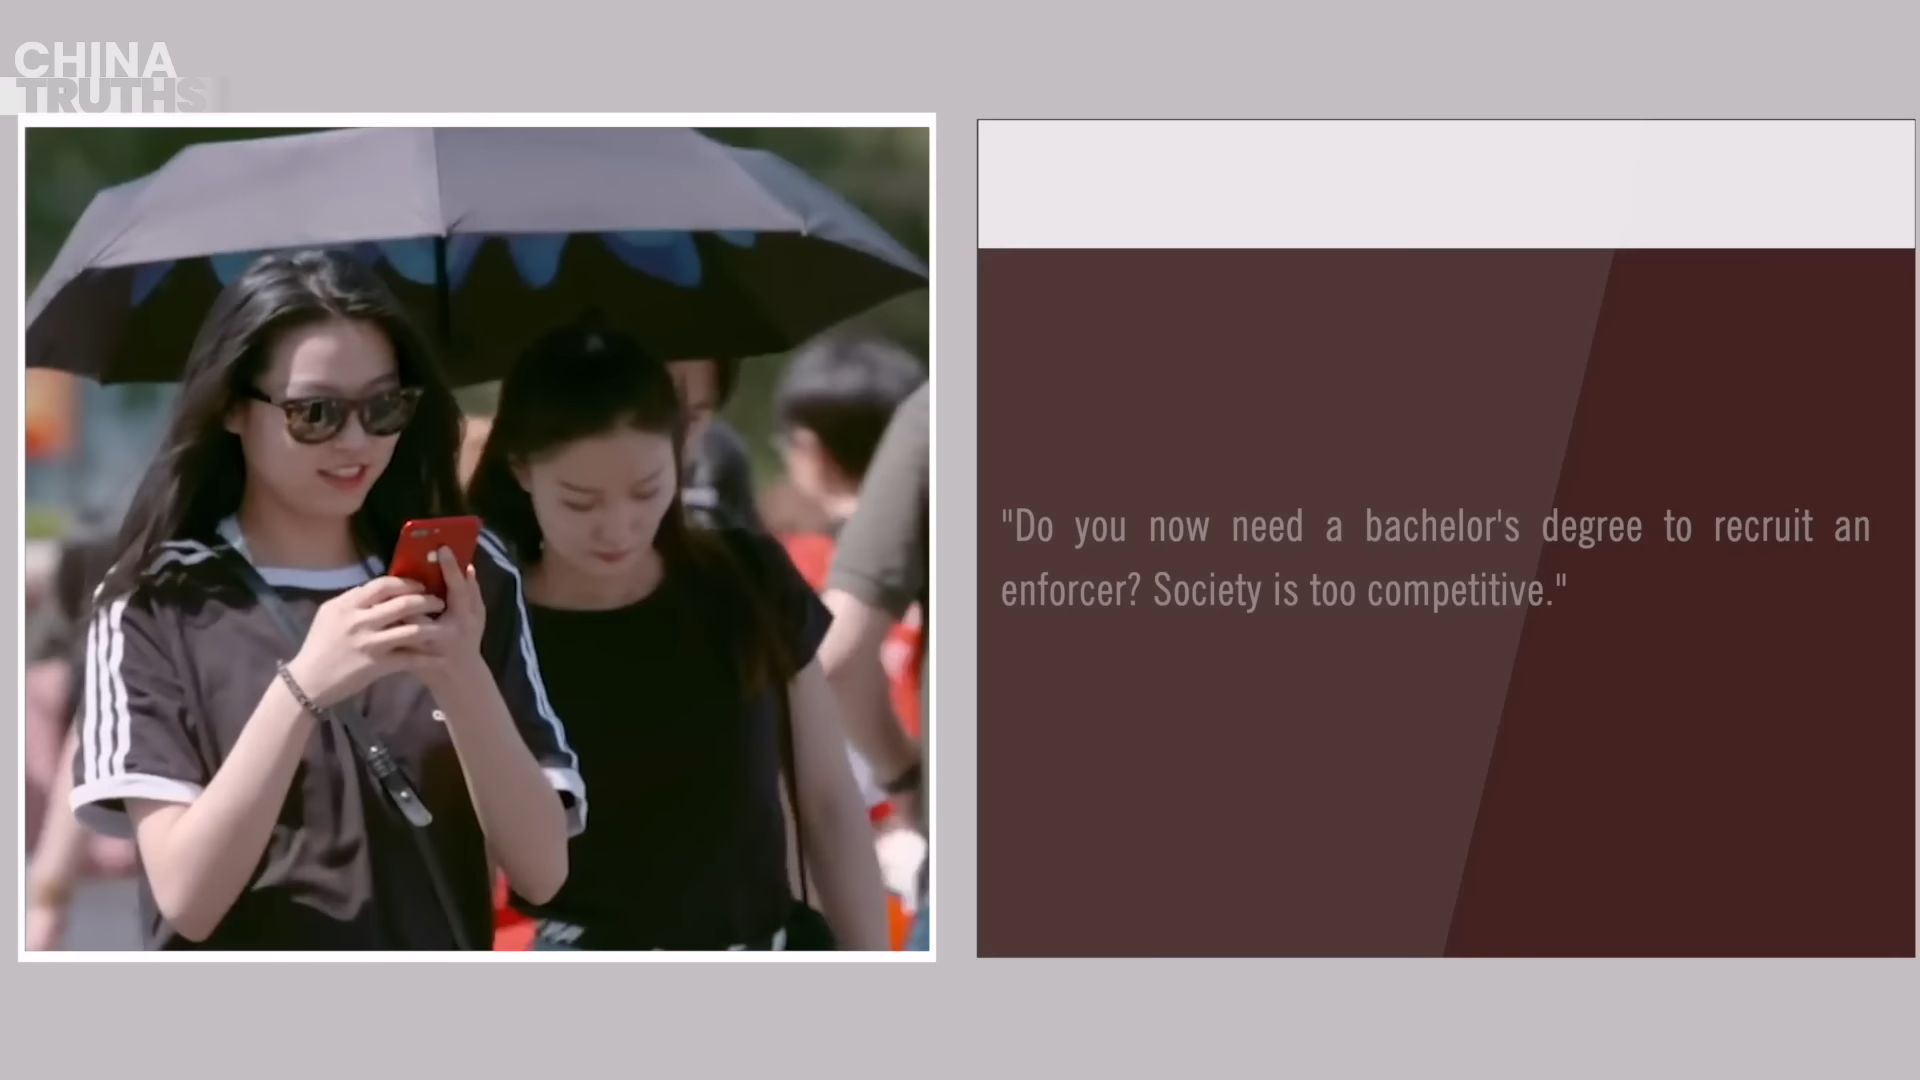 CHINA
TRUTHS
"Do you now need a bachelor's degree to recruit an
enforcer? Society is too competitive."